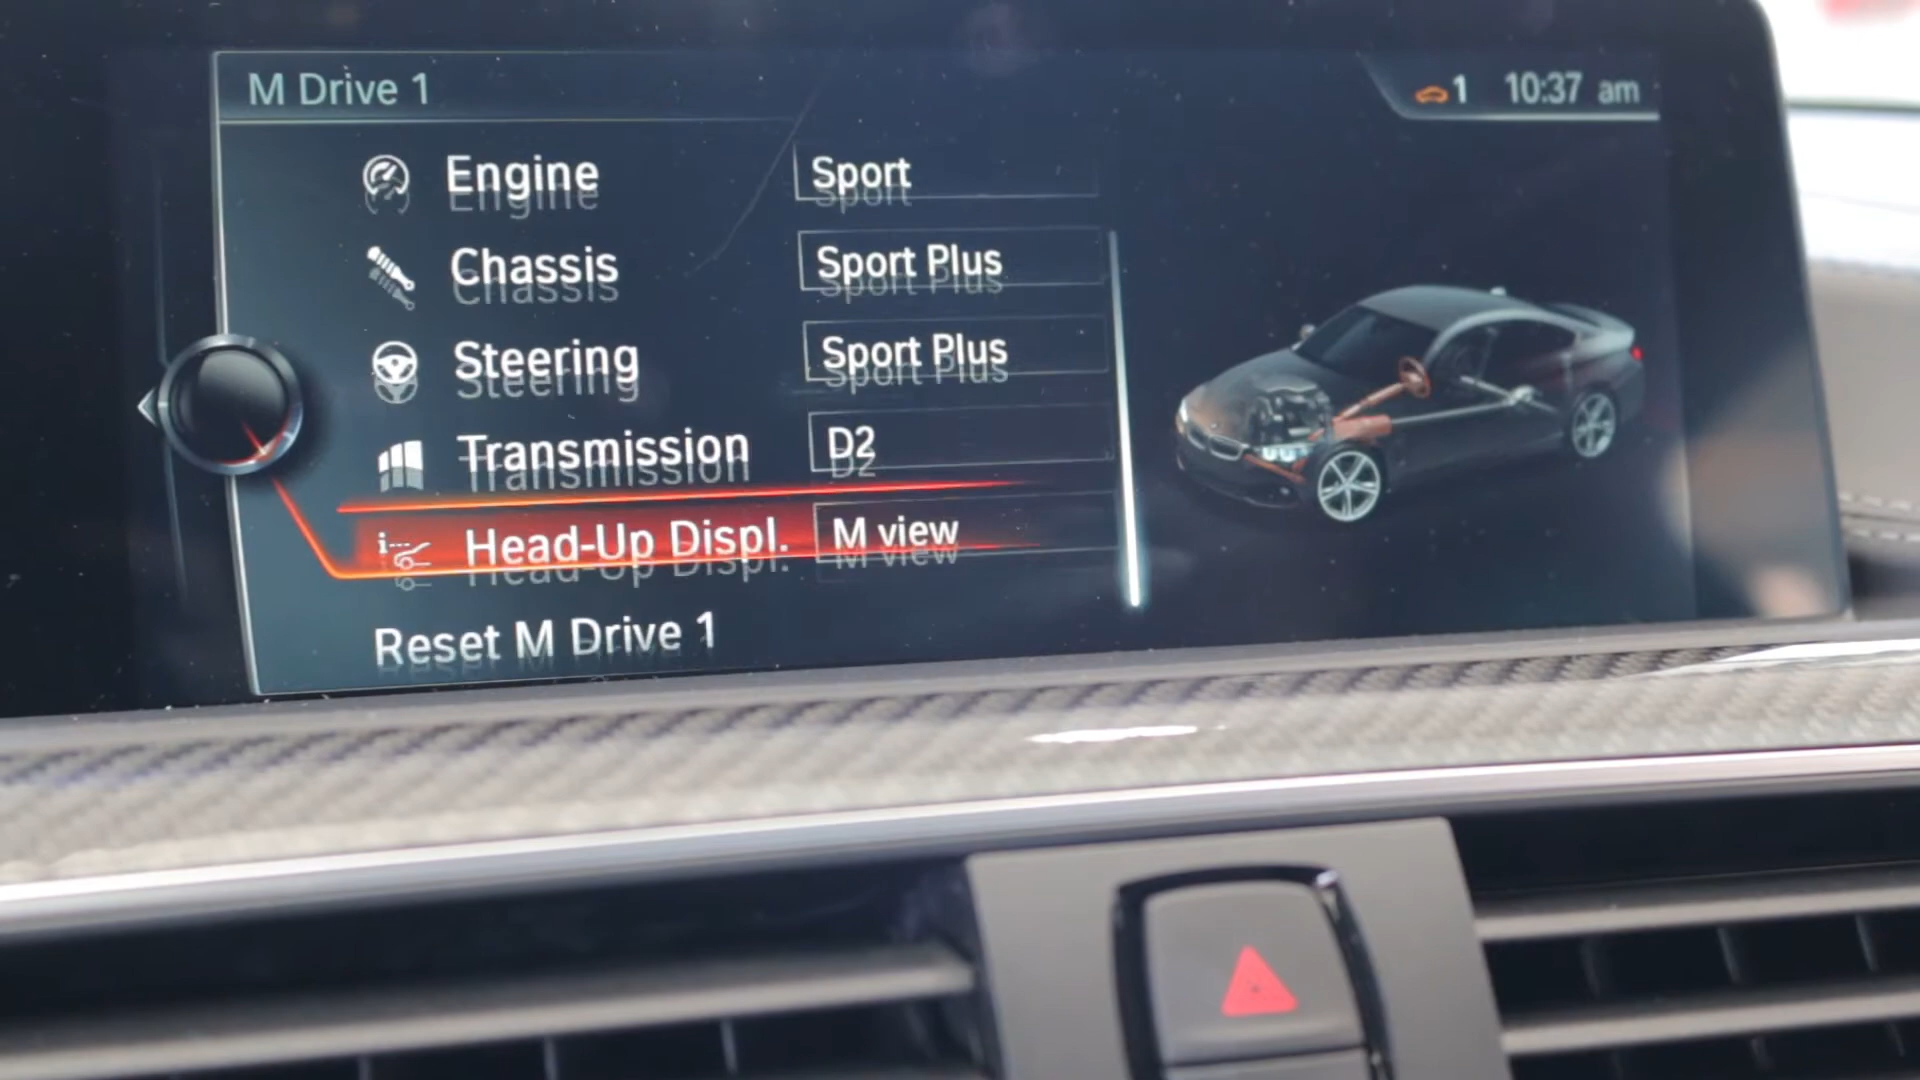 M Drive 1
1 10:37 am
Engine Sport
Chassis Sport Plus
Steering Sport Plus
Transmission D2
Head-Up Displ. M view
Reset M Drive 1